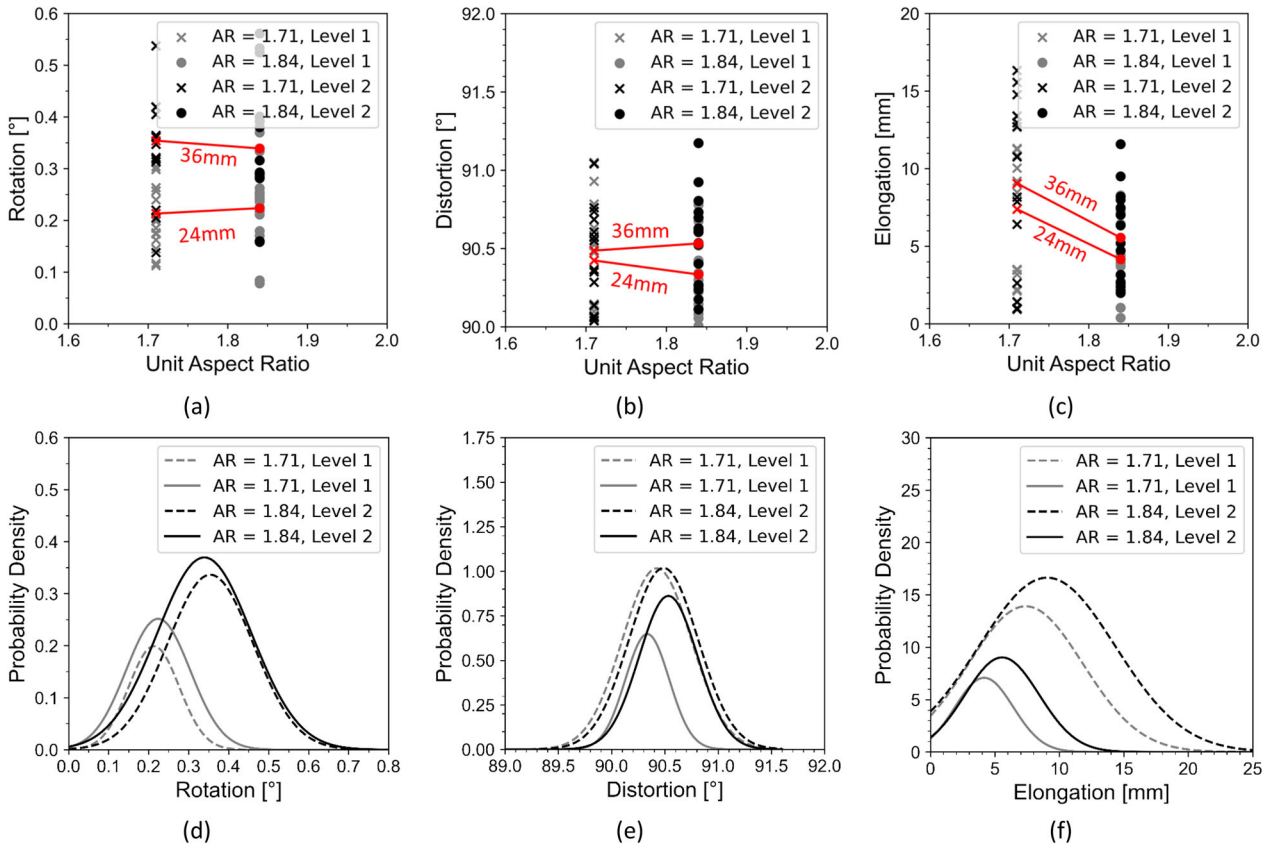 0.6
0.5
0.4
0.3
0.2
0.1
0.0
Rotation [°]
× AR = 1.71, Level 1
● AR = 1.84, Level 1
× AR = 1.71, Level 2
● AR = 1.84, Level 2
36mm
24mm
1.6 1.7 1.8 1.9 2.0
Unit Aspect Ratio
(a)
92.0
91.5
91.0
90.5
90.0
Distortion [°]
× AR = 1.71, Level 1
● AR = 1.84, Level 1
× AR = 1.71, Level 2
● AR = 1.84, Level 2
36mm
24mm
1.6 1.7 1.8 1.9 2.0
Unit Aspect Ratio
(b)
20
15
10
5
0
Elongation [mm]
× AR = 1.71, Level 1
● AR = 1.84, Level 1
× AR = 1.71, Level 2
● AR = 1.84, Level 2
36mm
24mm
1.6 1.7 1.8 1.9 2.0
Unit Aspect Ratio
(c)
0.6
0.5
0.4
0.3
0.2
0.1
0.0
Probability Density
AR = 1.71, Level 1
AR = 1.71, Level 1
AR = 1.84, Level 2
AR = 1.84, Level 2
0.0 0.1 0.2 0.3 0.4 0.5 0.6 0.7 0.8
Rotation [°]
(d)
1.75
1.50
1.25
1.00
0.75
0.50
0.25
0.00
Probability Density
AR = 1.71, Level 1
AR = 1.71, Level 1
AR = 1.84, Level 2
AR = 1.84, Level 2
89.0 89.5 90.0 90.5 91.0 91.5 92.0
Distortion [°]
(e)
30
25
20
15
10
5
0
Probability Density
AR = 1.71, Level 1
AR = 1.71, Level 1
AR = 1.84, Level 2
AR = 1.84, Level 2
0 5 10 15 20 25
Elongation [mm]
(f)